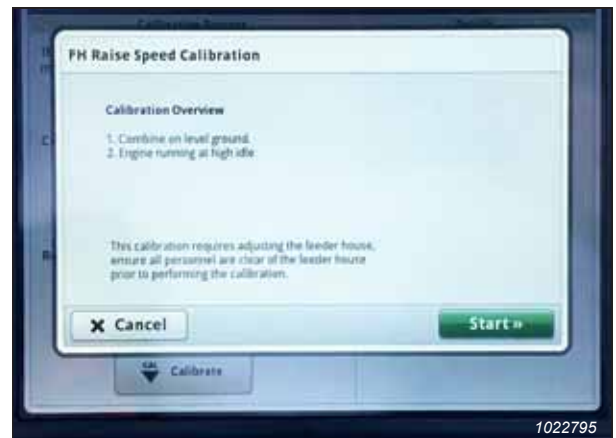 FH Raise Speed Calibration
Calibration Overview
1. Combine on level ground.
2. Engine running at high idle
This calibration requires adjusting the feeder house,
ensure all personnel are clear of the feeder house
prior to performing the calibration.
X Cancel
Start »
CAL
Calibrate
1022795